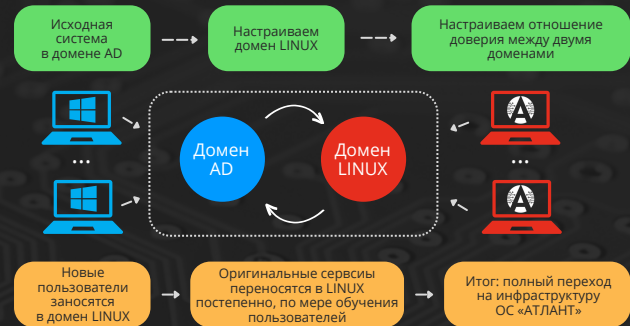 Исходная
система
в домене AD
Настраиваем
домен LINUX
Настраиваем отношение
доверия между двумя
доменами
...
...
Домен
AD
Домен
LINUX
...
...
Новые
пользователи
заносятся
в домен LINUX
Оригинальные сервсиы
переносятся в LINUX
постепенно, по мере обучения
пользователей
Итог: полный переход
на инфраструктуру
ОС «АТЛАНТ»